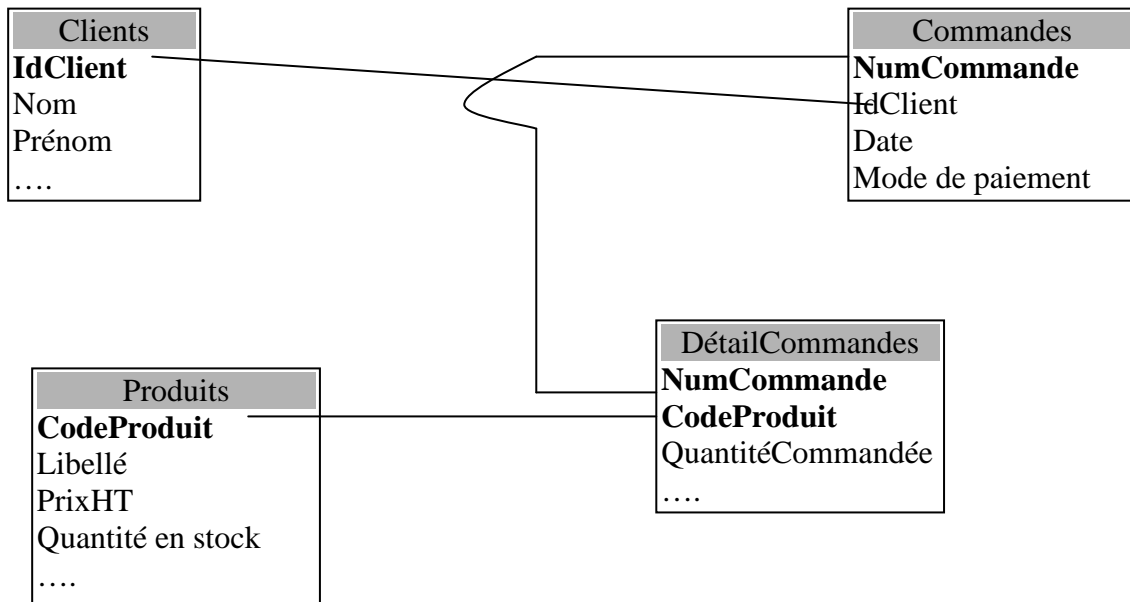 Clients
IdClient
Nom
Prénom
….
Commandes
NumCommande
IdClient
Date
Mode de paiement
Produits
CodeProduit
Libellé
PrixHT
Quantité en stock
….
DétailCommandes
NumCommande
CodeProduit
QuantitéCommandée
….